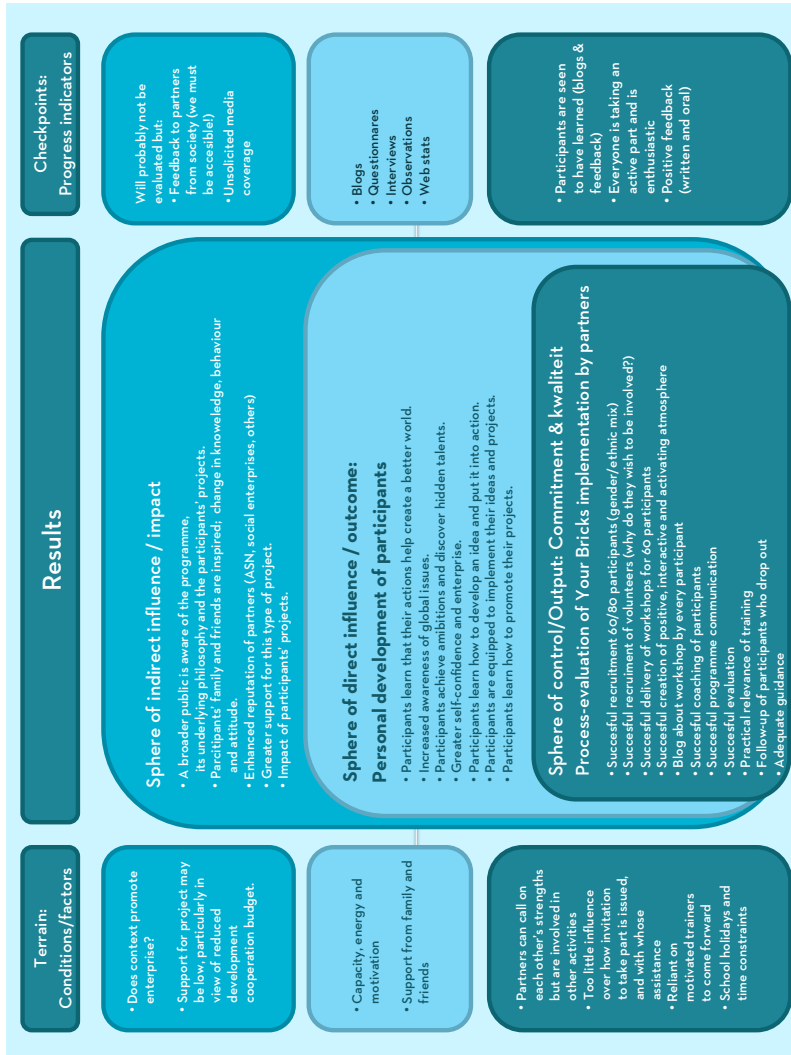 Terrain:
Conditions/factors
Results
Checkpoints:
Progress indicators
• Does context promote
enterprise?
• Support for project may
be low, particularly in
view of reduced
development
cooperation budget.
Sphere of indirect influence / impact
• A broader public is aware of the programme,
its underlying philosophy and the participants' projects.
• Parcitipants' family and friends are inspired; change in knoweledge, behaviour
and attitude.
• Enhanced reputation of partners (ASN, social enterprises, others)
• Greater support for this type of project.
• Impact of participants' projects.
Will probably not be
evaluated but:
• Feedback to partners
from society (we must
be accesible!)
• Unsolicited media
coverage
• Capacity, energy and
motivation
• Support from family and
friends
Sphere of direct influence / outcome:
Personal development of participants
• Participants learn that their actions help create a better world.
• Increased awareness of global issues.
• Participants achieve amibitions and discover hidden talents.
• Greater self-confidence and enterprise.
• Participants learn how to develop an idea and put it into action.
• Participants are equipped to implement their ideas and projects.
• Participants learn how to promote their projects.
• Blogs
• Questionnares
• Interviews
• Observations
• Web stats
• Partners can call on
each other's strengths
but are involved in
other activities
• Too little influence
over how invitation
to take part is issued,
and with whose
assistance
• Reliant on
motivated trainers
to come forward
• School holidays and
time constraints
Sphere of control/Output: Commitment & kwaliteit
Process-evaluation of Your Bricks implementation by partners
• Succesful recruitment 60/80 participants (gender/ethnic mix)
• Succesful recruiment of volunteers (why do they wish to be involved?)
• Succesful delivery of workshops for 60 participants
• Succesful creation of positive, interactive and activating atmosphere
• Blog about workshop by every participant
• Succesful coaching of participants
• Succesful programme communication
• Succesful evaluation
• Practical relevance of training
• Follow-up of participants who drop out
• Adequate guidance
• Participants are seen
to have learned (blogs &
feedback)
• Everyone is taking an
active part and is
enthusiastic
• Positive feedback
(written and oral)